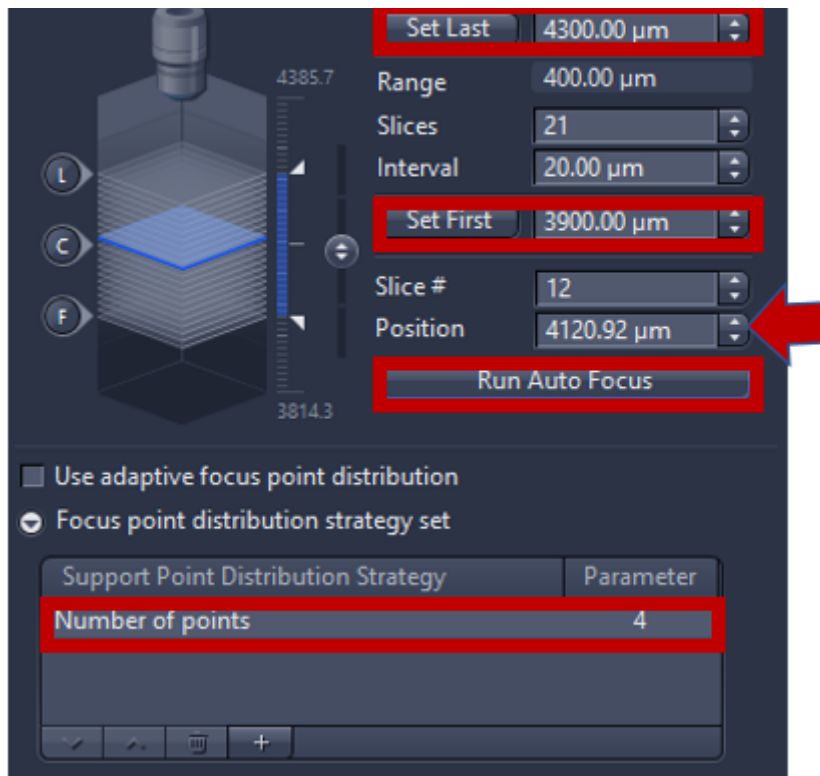 Set Last 4300.00 µm
4385.7
Range 400.00 µm
Slices 21
L
Interval 20.00 µm
Set First 3900.00 µm
C
Slice # 12
F
Position 4120.92 µm
Run Auto Focus
3814.3
Use adaptive focus point distribution
Focus point distribution strategy set
Support Point Distribution Strategy Parameter
Number of points 4